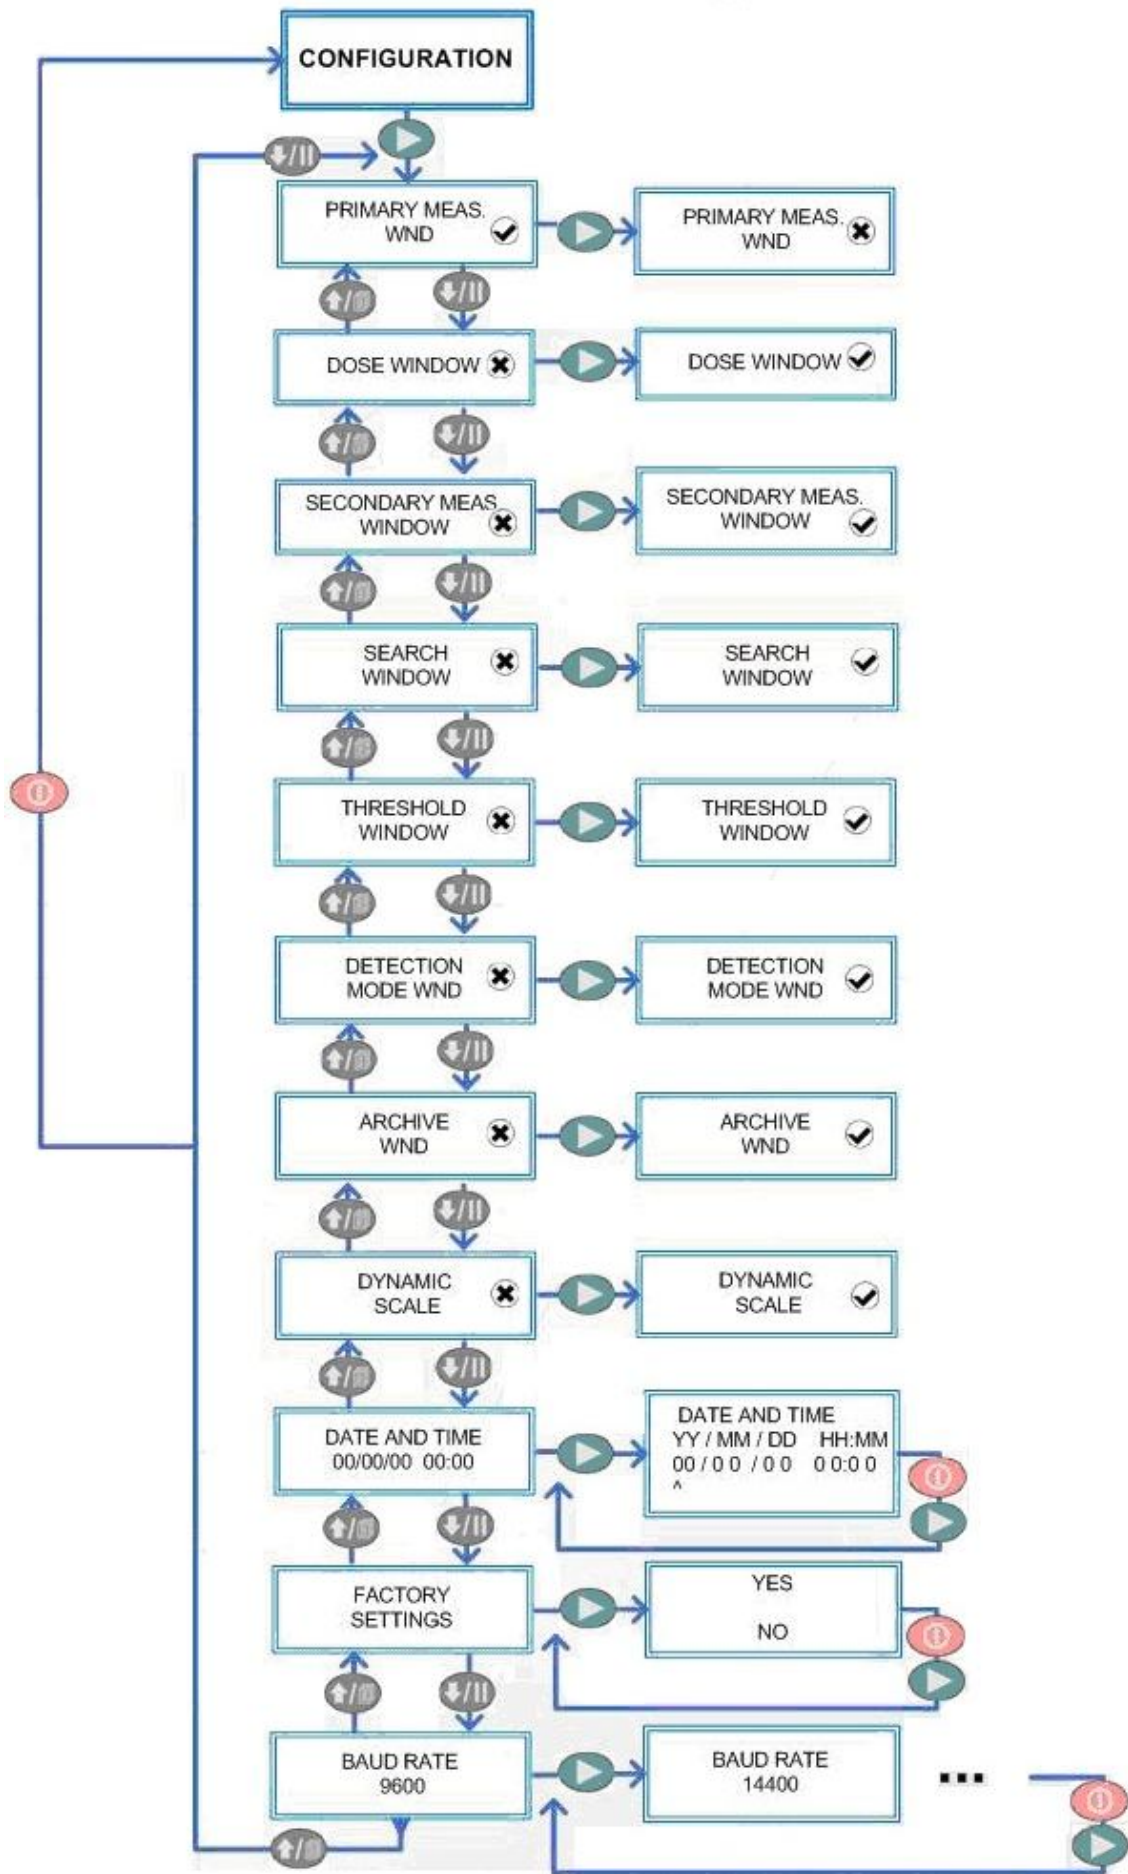 CONFIGURATION
PRIMARY MEAS.
WND
PRIMARY MEAS.
WND
DOSE WINDOW
DOSE WINDOW
SECONDARY MEAS.
WINDOW
SECONDARY MEAS.
WINDOW
SEARCH
WINDOW
SEARCH
WINDOW
THRESHOLD
WINDOW
THRESHOLD
WINDOW
DETECTION
MODE WND
DETECTION
MODE WND
ARCHIVE
WND
ARCHIVE
WND
DYNAMIC
SCALE
DYNAMIC
SCALE
DATE AND TIME
00/00/00 00:00
DATE AND TIME
YY / MM / DD HH:MM
00 / 0 0 / 0 0 0 0:0 0
^
FACTORY
SETTINGS
YES
NO
BAUD RATE
9600
BAUD RATE
14400
...